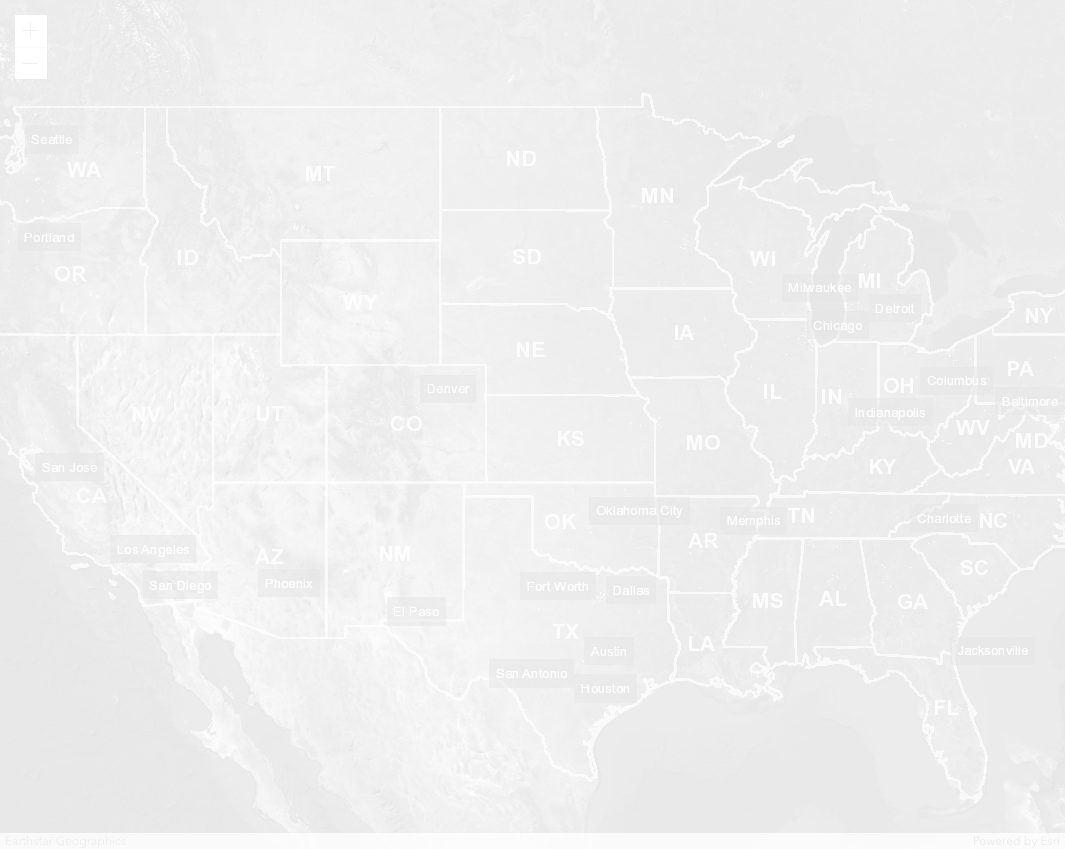 +
−
Seattle
WA
MT
ND
MN
Portland
OR
ID
SD
WI
MI
WY
Milwaukee
Detroit
Chicago
NY
NE
IA
PA
Denver
Columbus
OH
IL
IN
Baltimore
NV
UT
CO
Indianapolis
WV
KS
MO
MD
San Jose
KY
VA
CA
Oklahoma City
OK
Memphis
TN
Charlotte
NC
Los Angeles
AZ
NM
AR
San Diego
Phoenix
Fort Worth
Dallas
SC
El Paso
MS
AL
GA
TX
LA
Austin
Jacksonville
San Antonio
Houston
FL
Earthstar Geographics
Powered by Esri